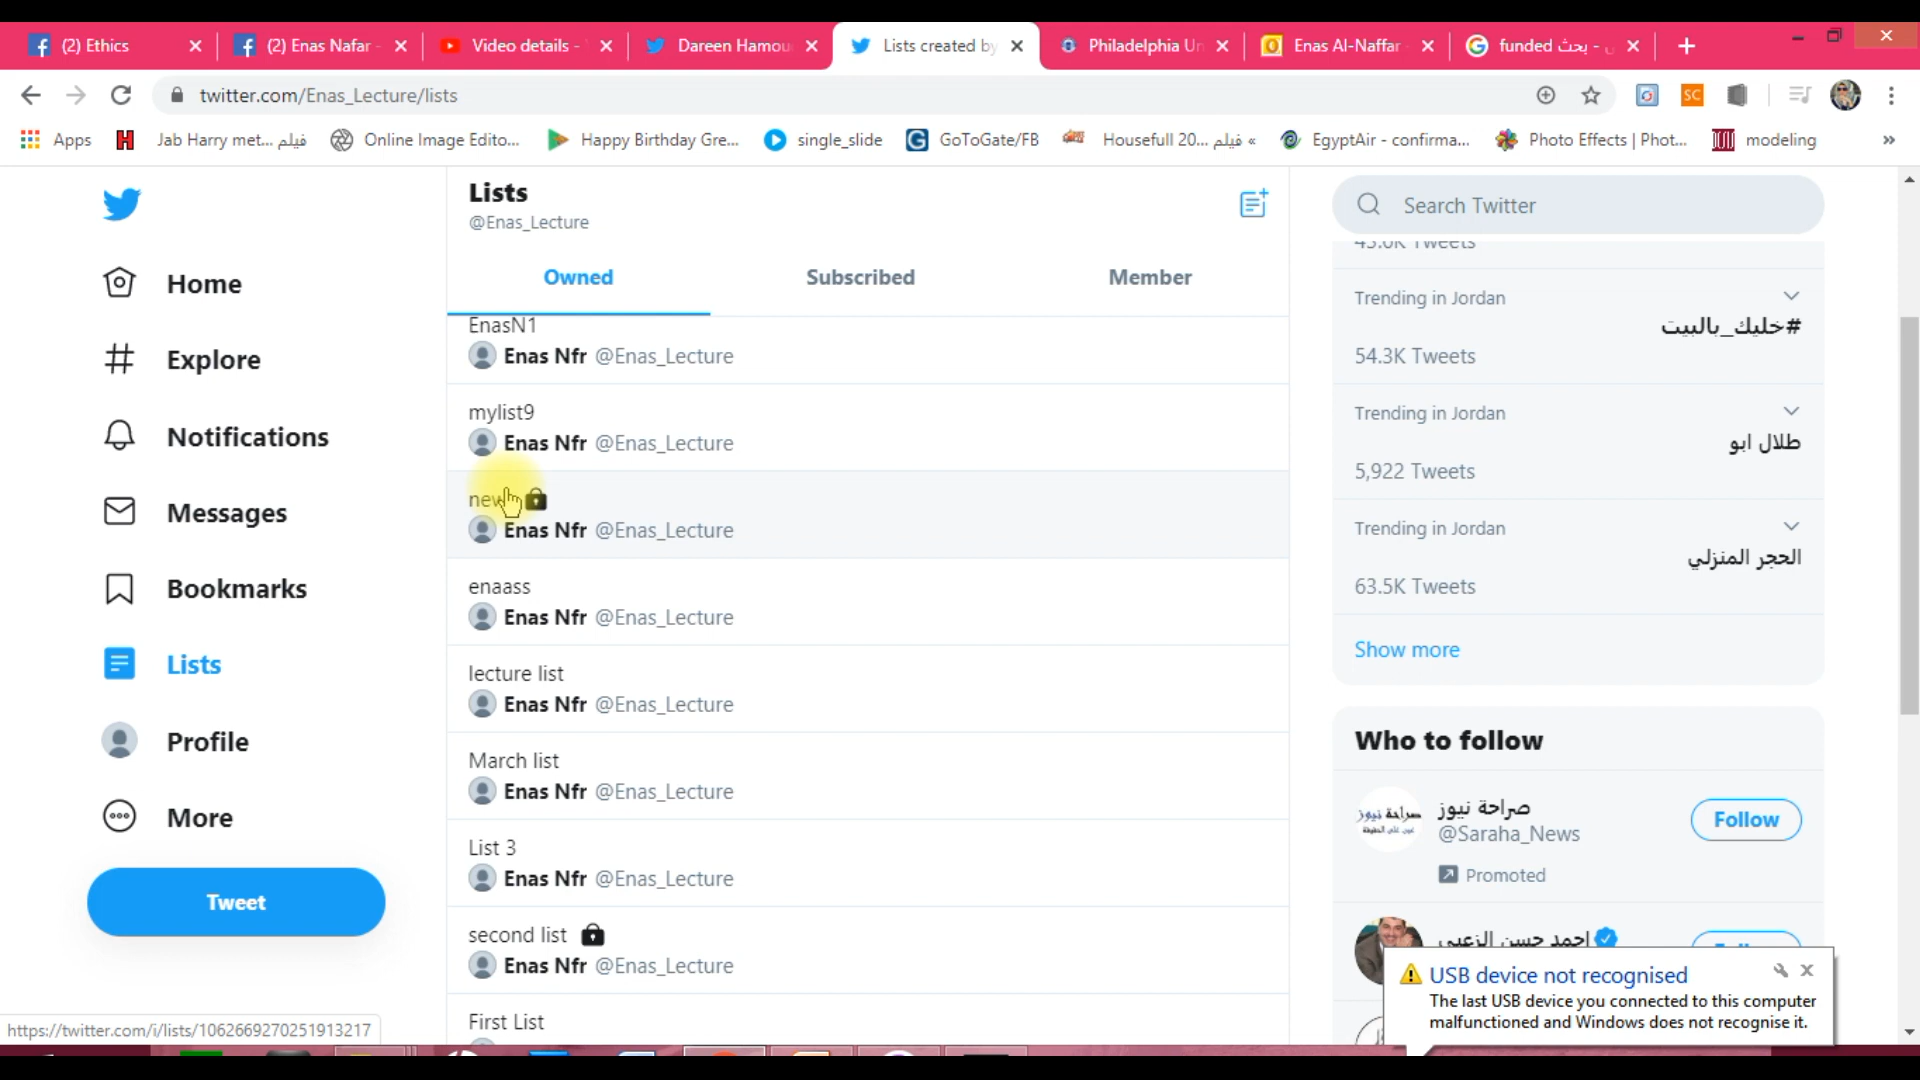 (2) Ethics
(2) Enas Nafar -
Video details -
Dareen Hamou
Lists created by
Philadelphia Un
Enas Al-Naffar
funded بحث -
twitter.com/Enas_Lecture/lists
SC
Apps
Jab Harry met... فيلم
Online Image Edito...
Happy Birthday Gre...
single_slide
GoToGate/FB
Housefull 20... فيلم »
EgyptAir - confirma...
Photo Effects | Phot...
modeling
»
Home
Explore
Notifications
Messages
Bookmarks
Lists
Profile
More
Tweet
https://twitter.com/i/lists/1062669270251913217
Lists
@Enas_Lecture
Owned
Subscribed
Member
EnasN1
Enas Nfr @Enas_Lecture
mylist9
Enas Nfr @Enas_Lecture
Enas Nfr @Enas_Lecture
enaass
Enas Nfr @Enas_Lecture
lecture list
Enas Nfr @Enas_Lecture
March list
Enas Nfr @Enas_Lecture
List 3
Enas Nfr @Enas_Lecture
second list
Enas Nfr @Enas_Lecture
First List
Search Twitter
43.0K Tweets
Trending in Jordan
#خليك_بالبيت
54.3K Tweets
Trending in Jordan
طلال ابو
5,922 Tweets
Trending in Jordan
الحجر المنزلي
63.5K Tweets
Show more
Who to follow
صراحة نيوز
@Saraha_News
Follow
Promoted
احمد حسن الزعبي
USB device not recognised
The last USB device you connected to this computer
malfunctioned and Windows does not recognise it.